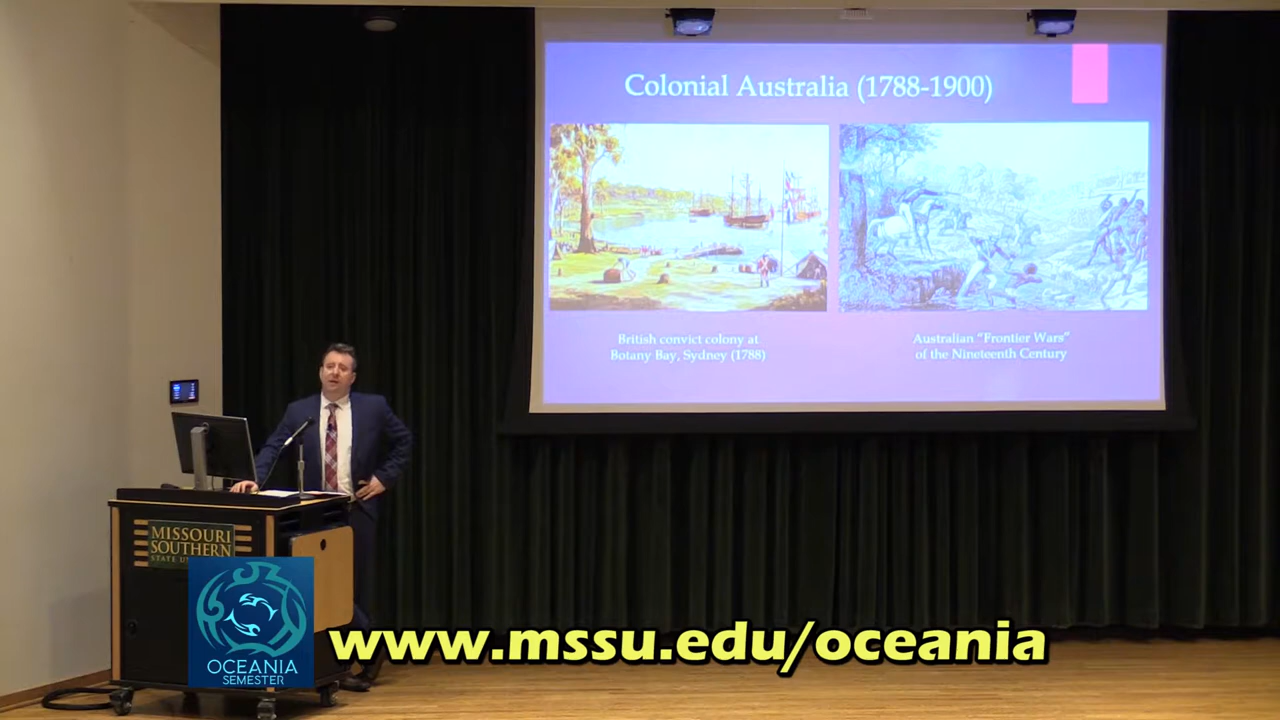 Colonial Australia (1788-1900)
British convict colony at
Botany Bay, Sydney (1788)
Australian “Frontier Wars”
of the Nineteenth Century
MISSOURI
SOUTHERN
STATE
OCEANIA
SEMESTER
www.mssu.edu/oceania